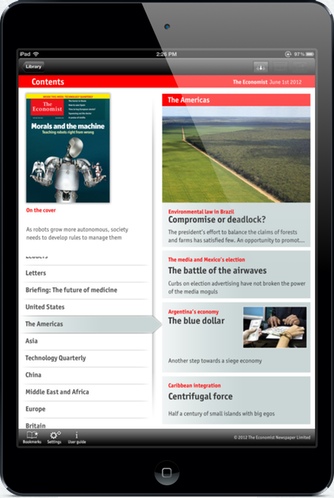 iPad
2:26 PM
97%
Library
Contents
The Economist June 1st 2012
The Economist
Morals and the machine
Teaching robots right from wrong
On the cover
As robots grow more autonomous, society
needs to develop rules to manage them
Leaders
Letters
Briefing: The future of medicine
United States
The Americas
Asia
Technology Quarterly
China
Middle East and Africa
Europe
Britain
The Americas
Environmental law in Brazil
Compromise or deadlock?
The president's effort to balance the claims of forests
and farms has satisfied few. An opportunity to promot...
The media and Mexico's election
The battle of the airwaves
Curbs on election advertising have not broken the power
of the media moguls
Argentina's economy
The blue dollar
Another step towards a siege economy
Caribbean integration
Centrifugal force
Half a century of small islands with big egos
Bookmarks
Settings
User guide
© 2012 The Economist Newspaper Limited